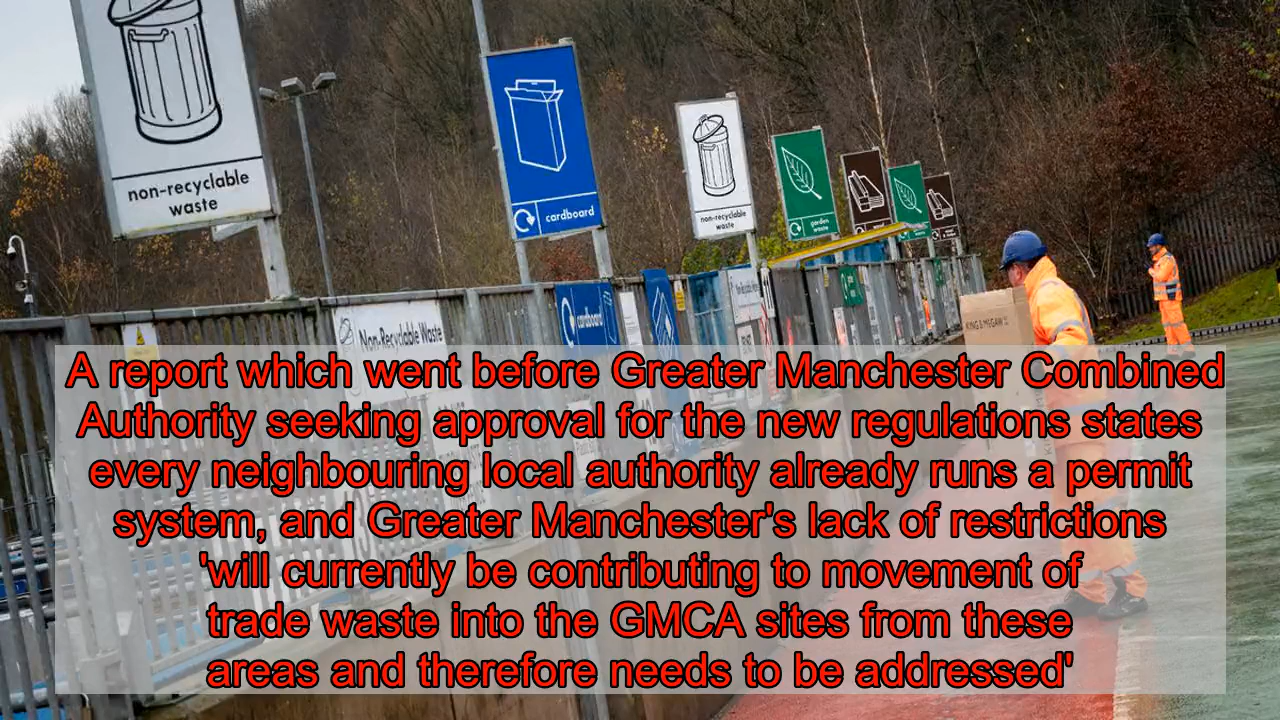 non-recyclable
waste
cardboard
non-recyclable
waste
garden
waste
cardboard
Non-Recyclable Waste
KING & McGAW
A report which went before Greater Manchester Combined
Authority seeking approval for the new regulations states
every neighbouring local authority already runs a permit
system, and Greater Manchester's lack of restrictions
'will currently be contributing to movement of
trade waste into the GMCA sites from these
areas and therefore needs to be addressed'